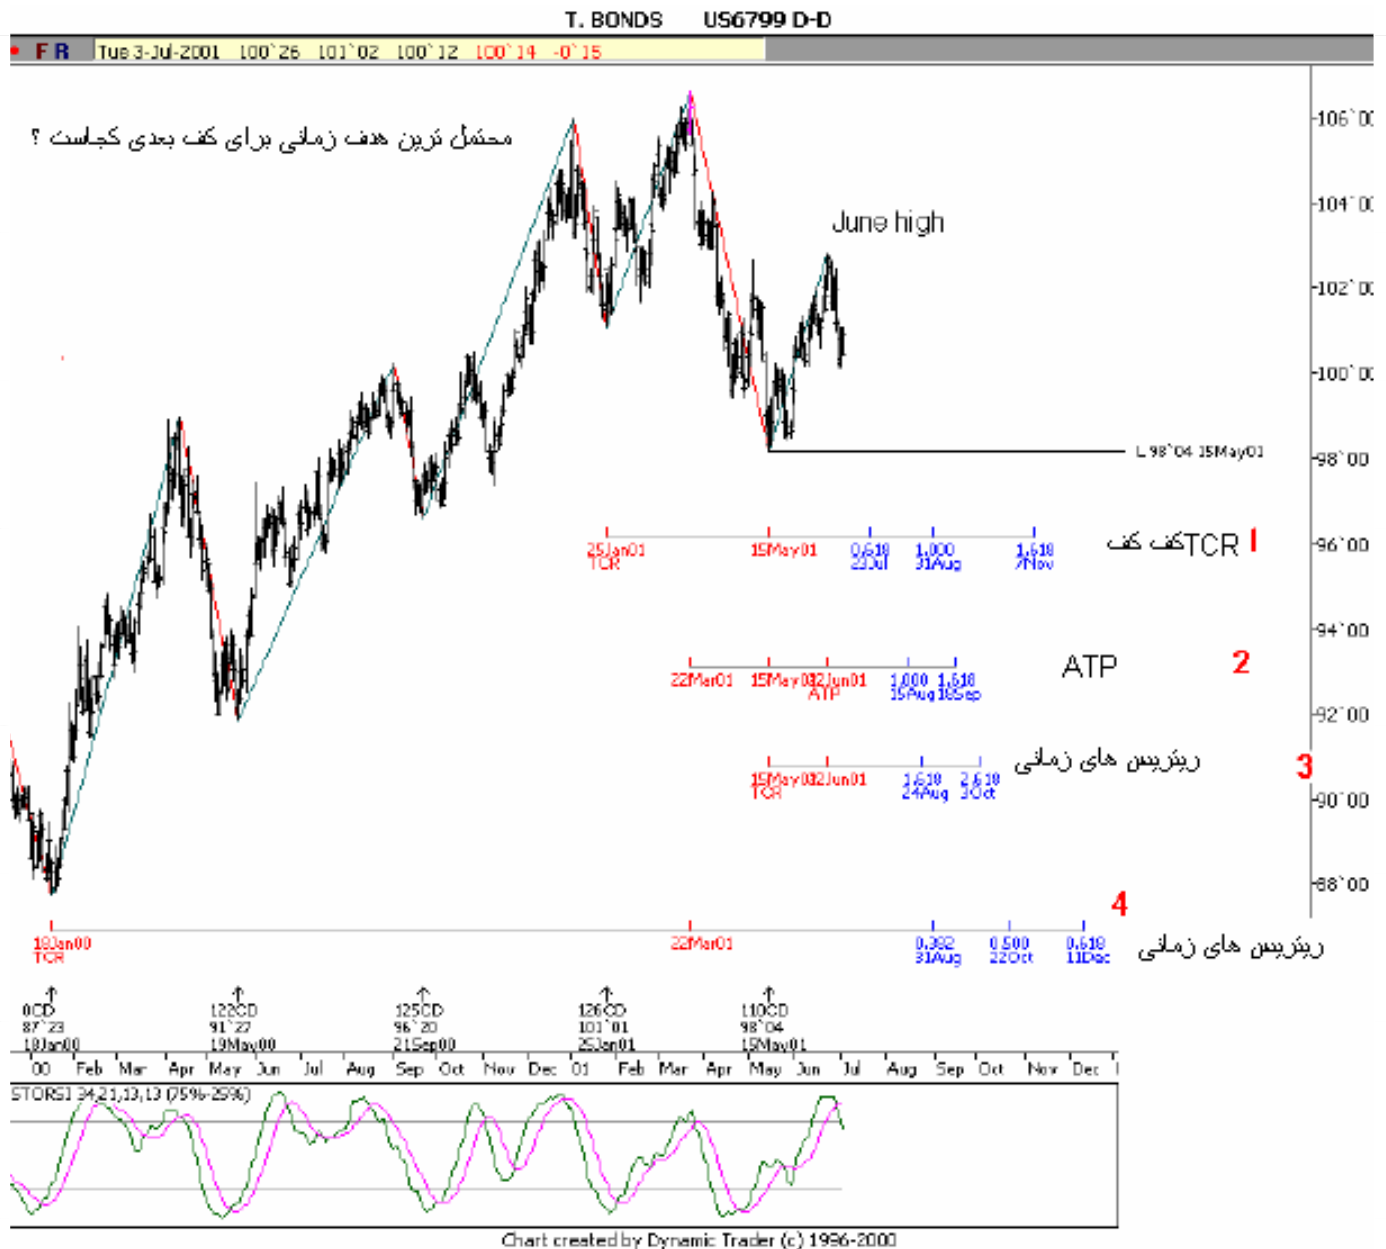 T. BONDS US6799 D-D
F R Tue 3-Jul-2001 100`26 101`02 100`12 100`14 -0`15
محتمل ترین هدف زمانی برای کف بعدی کجاست ؟
106`00
June high
104`00
102`00
100`00
L 98`04 15May01
98`00
25Jan01 15May01 0,618 1,000 1,618 کف کف TCR 1
TCR 23Jul 31Aug 7Nov
96`00
94`00
22Mar01 15May01 22Jun01 1,000 1,618 ATP 2
ATP 15Aug 18Sep
92`00
15May01 22Jun01 1,618 2,618 ریتریس های زمانی 3
TCR 24Aug 3Oct
90`00
88`00
4
18Jan00 22Mar01 0,382 0,500 0,618 ریتریس های زمانی
TCR 31Aug 22Oct 11Dec
0CD 122CD 125CD 126CD 110CD
87`23 91`27 96`20 101`01 98`04
18Jan00 19May00 21Sep00 25Jan01 15May01
00 Feb Mar Apr May Jun Jul Aug Sep Oct Nov Dec 01 Feb Mar Apr May Jun Jul Aug Sep Oct Nov Dec
STORSI 34,21,13,13 (75%-25%)
Chart created by Dynamic Trader (c) 1996-2000